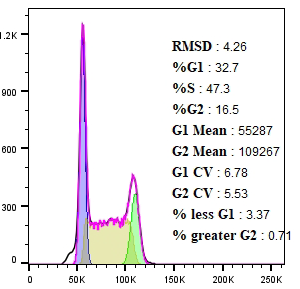 1.2K
900
600
300
0
RMSD : 4.26
%G1 : 32.7
%S : 47.3
%G2 : 16.5
G1 Mean : 55287
G2 Mean : 109267
G1 CV : 6.78
G2 CV : 5.53
% less G1 : 3.37
% greater G2 : 0.71
0 50K 100K 150K 200K 250K